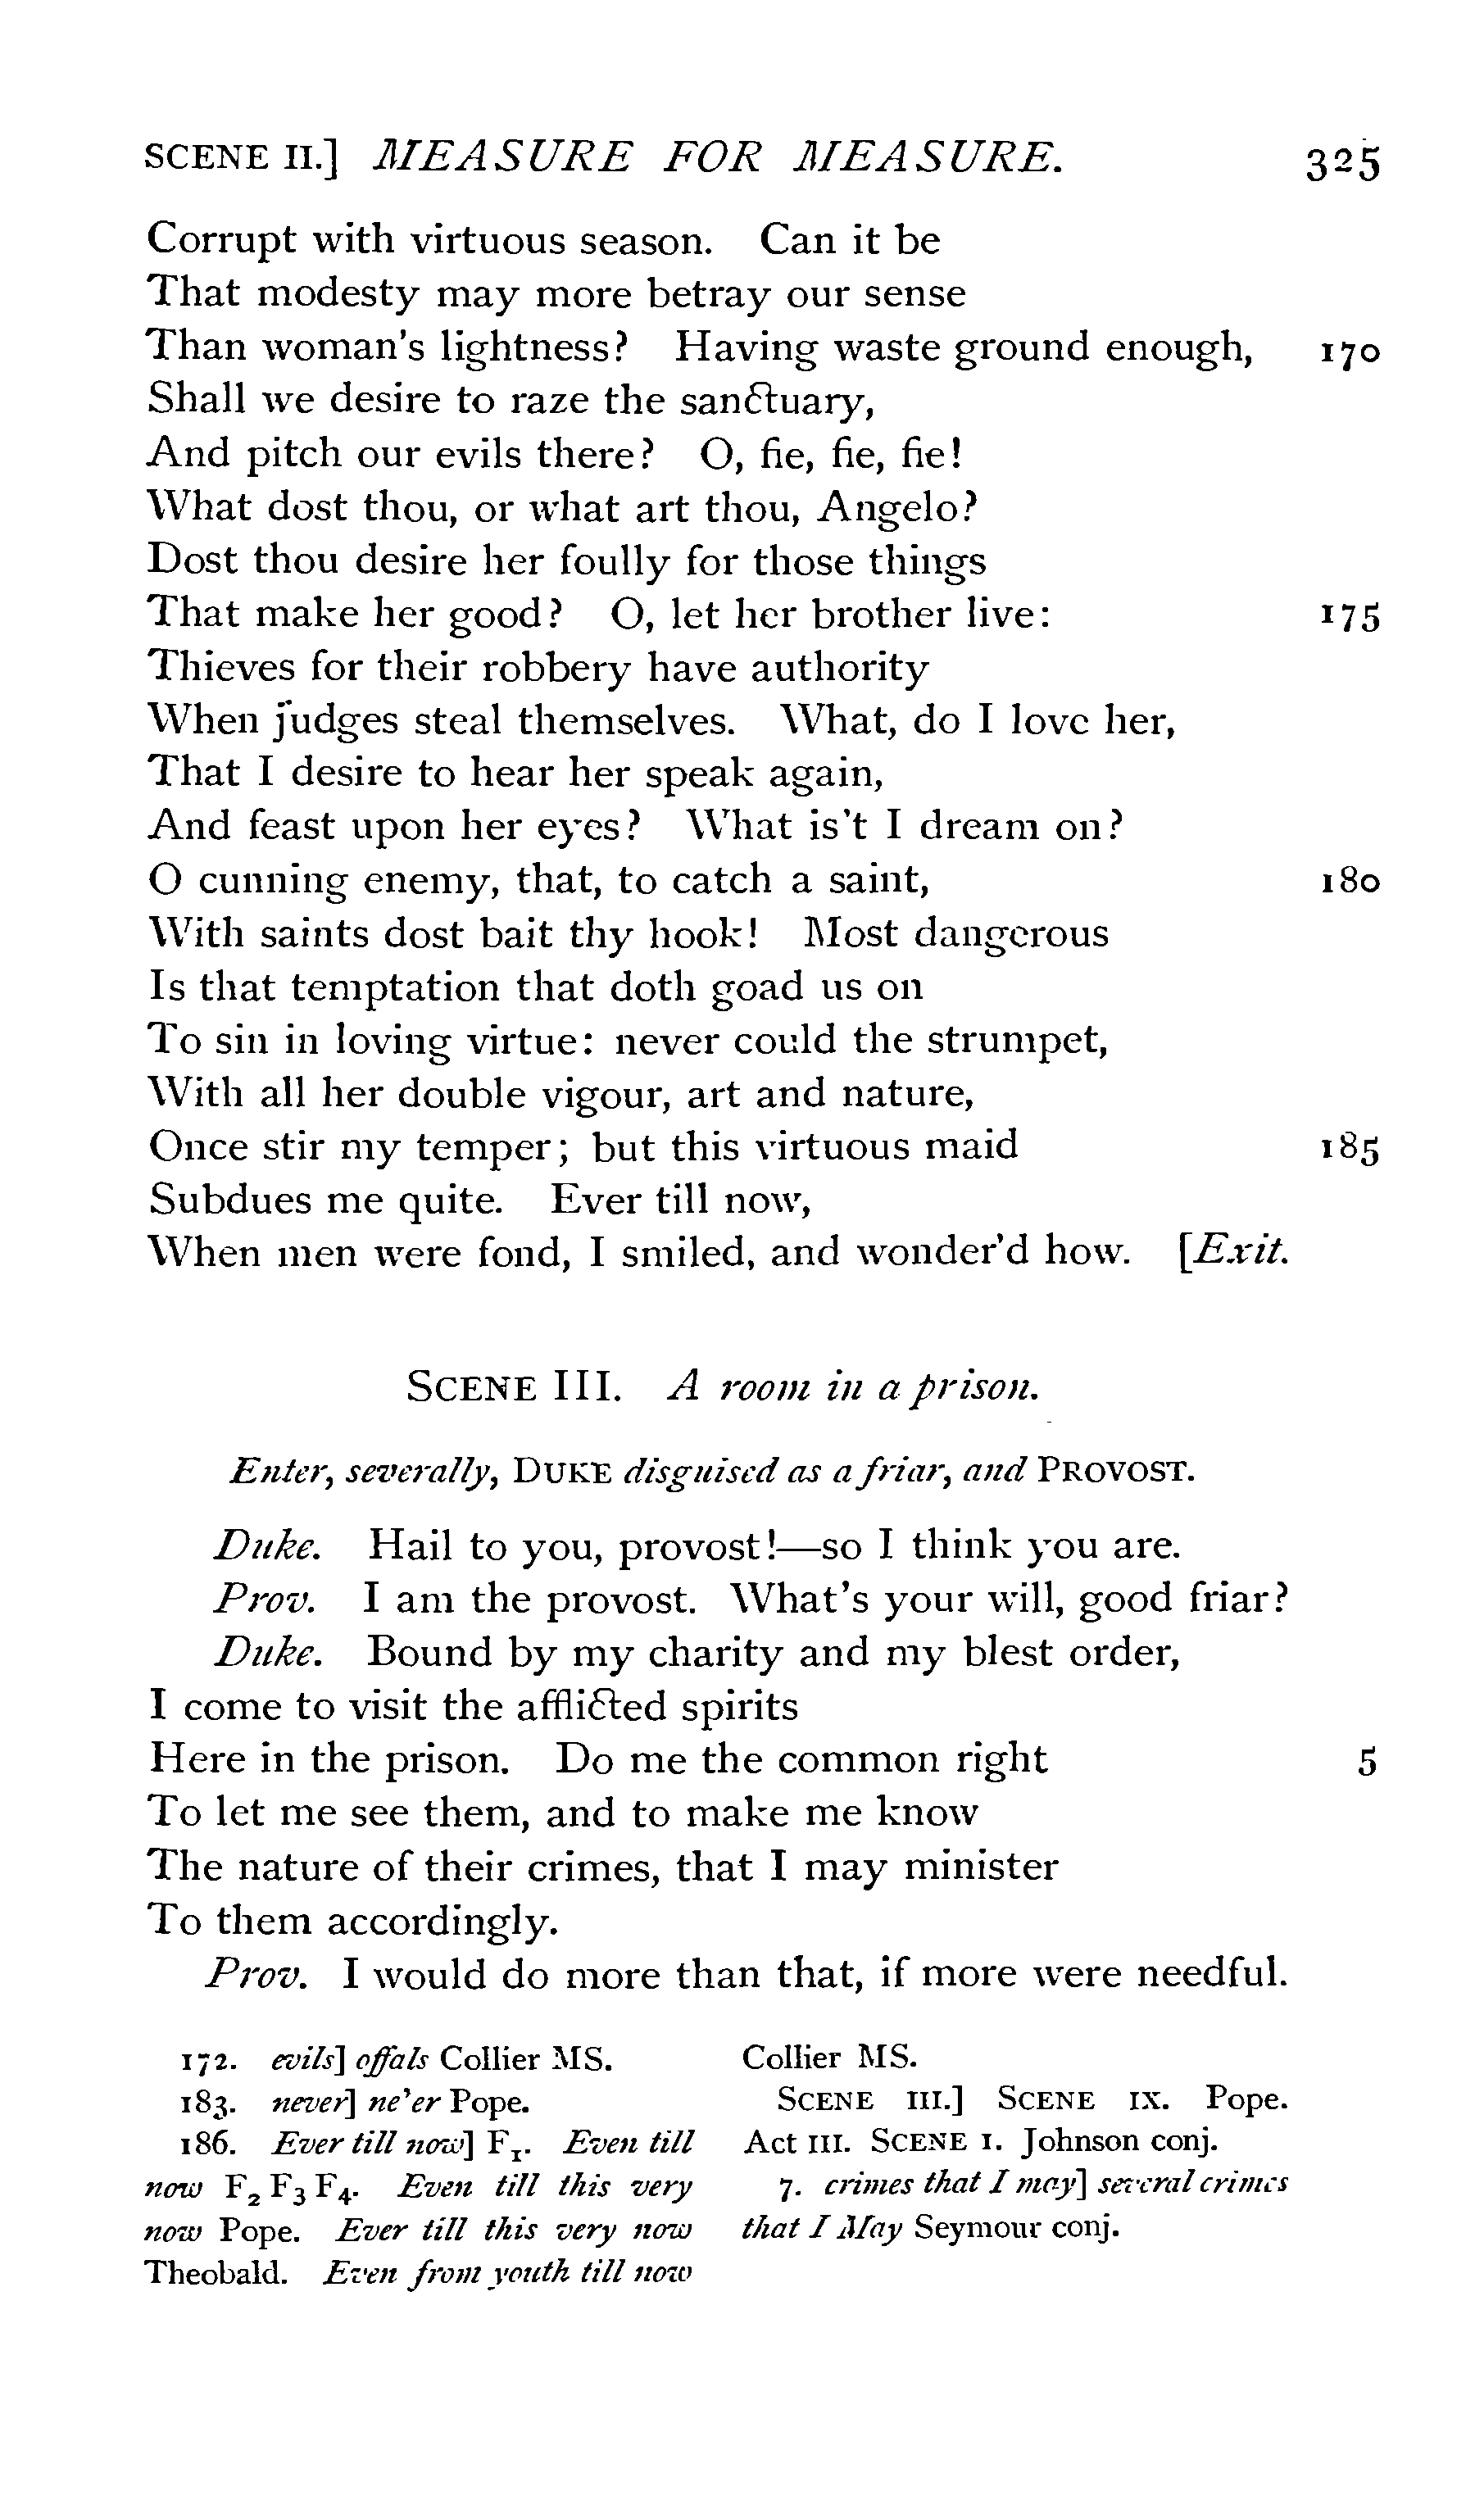 SCENE II.] MEASURE FOR MEASURE. 325
Corrupt with virtuous season. Can it be
That modesty may more betray our sense
Than woman's lightness? Having waste ground enough, 170
Shall we desire to raze the sanctuary,
And pitch our evils there? O, fie, fie, fie!
What dost thou, or what art thou, Angelo?
Dost thou desire her foully for those things
That make her good? O, let her brother live: 175
Thieves for their robbery have authority
When judges steal themselves. What, do I love her,
That I desire to hear her speak again,
And feast upon her eyes? What is't I dream on?
O cunning enemy, that, to catch a saint, 180
With saints dost bait thy hook! Most dangerous
Is that temptation that doth goad us on
To sin in loving virtue: never could the strumpet,
With all her double vigour, art and nature,
Once stir my temper; but this virtuous maid 185
Subdues me quite. Ever till now,
When men were fond, I smiled, and wonder'd how. [Exit.
SCENE III. A room in a prison.
Enter, severally, DUKE disguised as a friar, and PROVOST.
Duke. Hail to you, provost!—so I think you are.
Prov. I am the provost. What's your will, good friar?
Duke. Bound by my charity and my blest order,
I come to visit the afflicted spirits
Here in the prison. Do me the common right 5
To let me see them, and to make me know
The nature of their crimes, that I may minister
To them accordingly.
Prov. I would do more than that, if more were needful.
172. evils] offals Collier MS.
183. never] ne'er Pope.
186. Ever till now] F1. Even till
now F2 F3 F4. Even till this very
now Pope. Ever till this very now
Theobald. Even from youth till now
Collier MS.
SCENE III.] SCENE IX. Pope.
Act III. SCENE I. Johnson conj.
7. crimes that I may] several crimes
that I May Seymour conj.